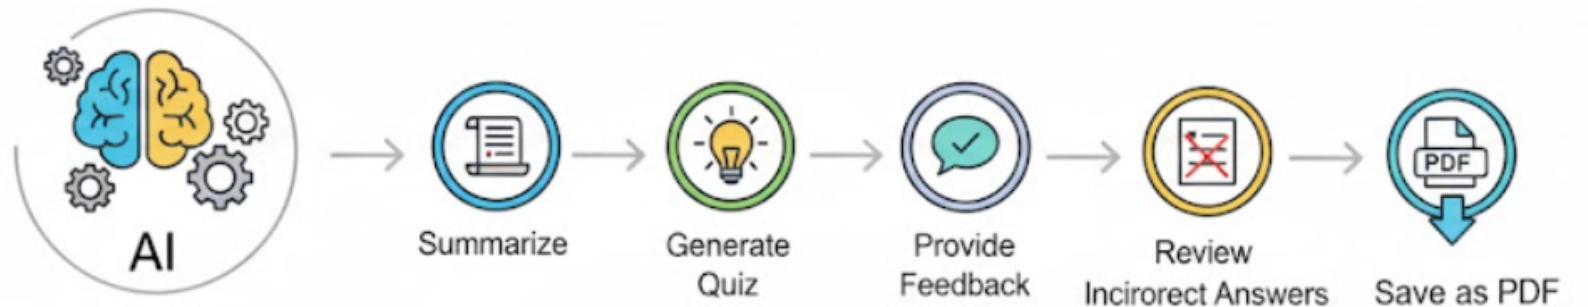 AI
Summarize
Generate
Quiz
Provide
Feedback
Review
Incirorect Answers
PDF
Save as PDF